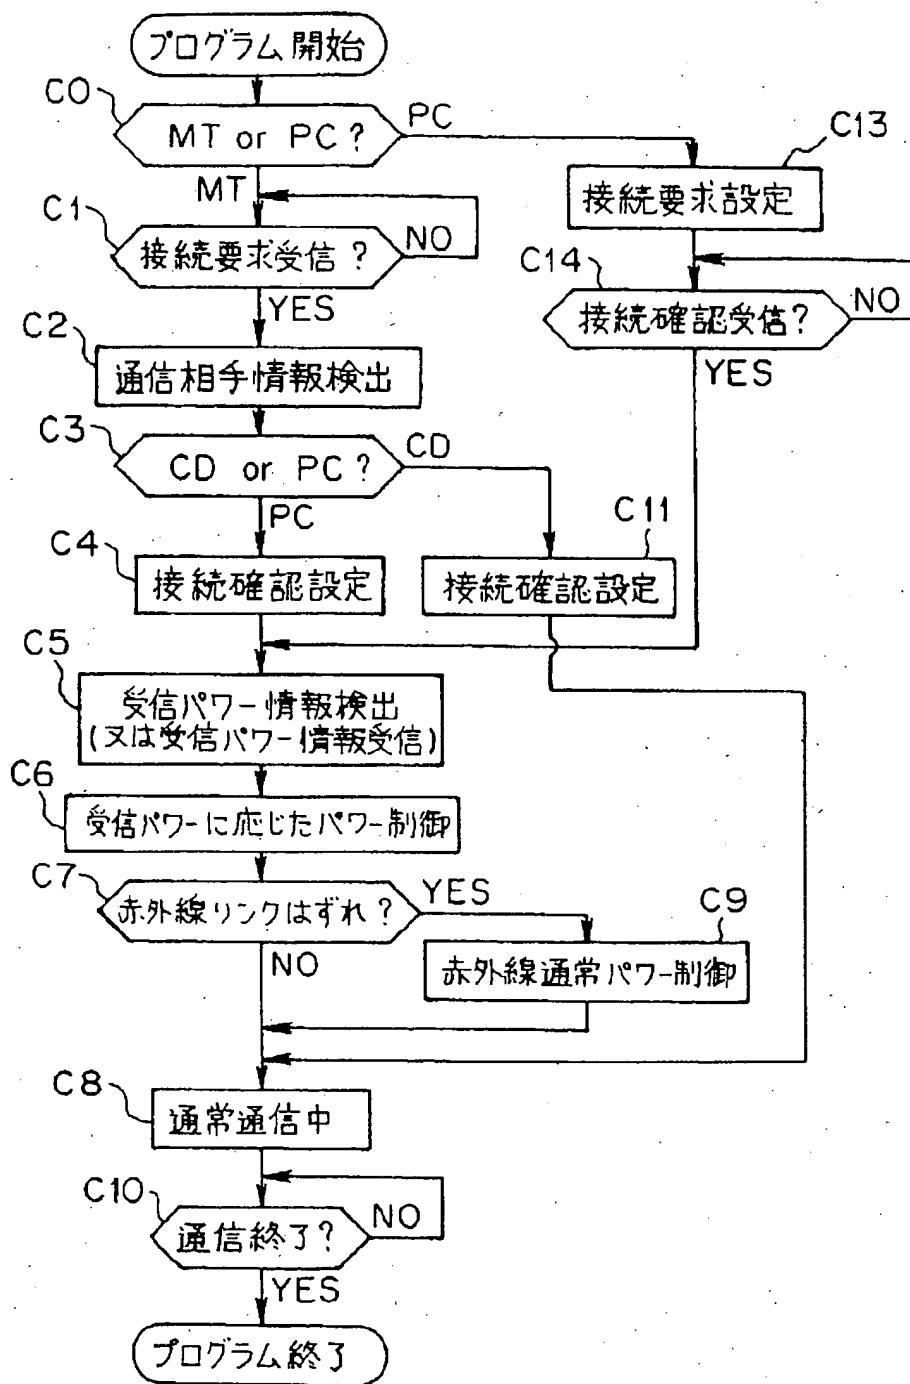 プログラム開始
C0
MT or PC?
PC
C13
MT
接続要求設定
C1
接続要求受信?
NO
C14
接続確認受信?
NO
YES
YES
C2
通信相手情報検出
C3
CD or PC?
CD
PC
C11
C4
接続確認設定
接続確認設定
C5
受信パワー情報検出
(又は受信パワー情報受信)
C6
受信パワーに応じたパワー制御
C7
赤外線リンクはずれ?
YES
C9
NO
赤外線通常パワー制御
C8
通常通信中
C10
通信終了?
NO
YES
プログラム終了